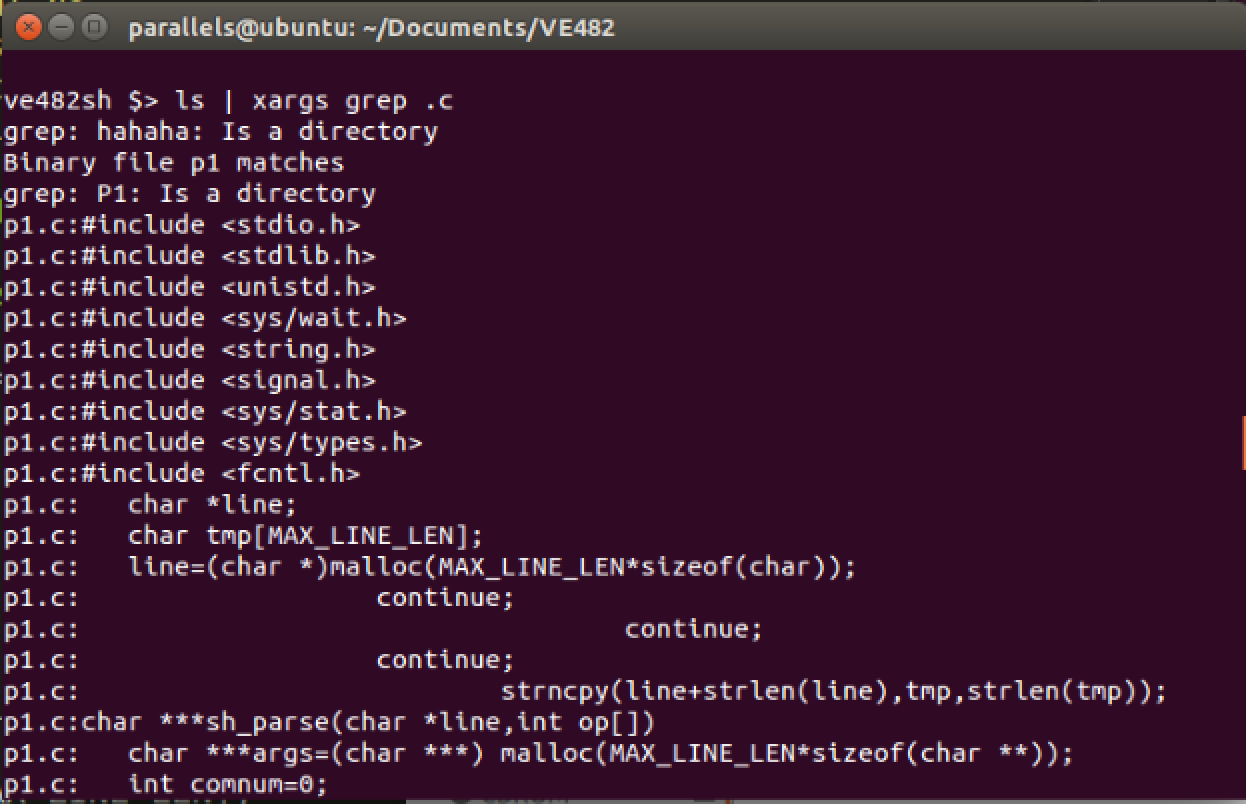 parallels@ubuntu: ~/Documents/VE482
ve482sh $> ls | xargs grep .c
grep: hahaha: Is a directory
Binary file p1 matches
grep: P1: Is a directory
p1.c:#include <stdio.h>
p1.c:#include <stdlib.h>
p1.c:#include <unistd.h>
p1.c:#include <sys/wait.h>
p1.c:#include <string.h>
p1.c:#include <signal.h>
p1.c:#include <sys/stat.h>
p1.c:#include <sys/types.h>
p1.c:#include <fcntl.h>
p1.c:   char *line;
p1.c:   char tmp[MAX_LINE_LEN];
p1.c:   line=(char *)malloc(MAX_LINE_LEN*sizeof(char));
p1.c:                   continue;
p1.c:                                   continue;
p1.c:                   continue;
p1.c:                           strncpy(line+strlen(line),tmp,strlen(tmp));
p1.c:char ***sh_parse(char *line,int op[])
p1.c:   char ***args=(char ***) malloc(MAX_LINE_LEN*sizeof(char **));
p1.c:   int comnum=0;